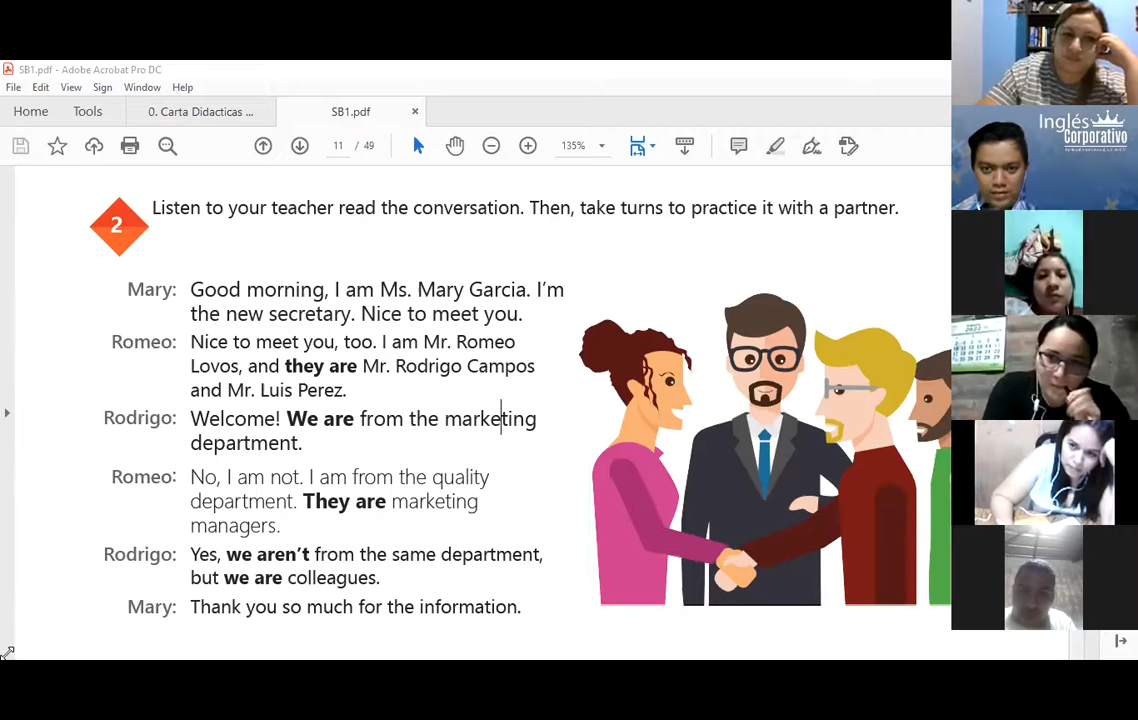 SB1.pdf - Adobe Acrobat Pro DC
File Edit View Sign Window Help
Home Tools 0. Carta Didacticas ... SB1.pdf ×
11 / 49 135%
2 Listen to your teacher read the conversation. Then, take turns to practice it with a partner.
Mary: Good morning, I am Ms. Mary Garcia. I'm
the new secretary. Nice to meet you.
Romeo: Nice to meet you, too. I am Mr. Romeo
Lovos, and they are Mr. Rodrigo Campos
and Mr. Luis Perez.
Rodrigo: Welcome! We are from the marketing
department.
Romeo: No, I am not. I am from the quality
department. They are marketing
managers.
Rodrigo: Yes, we aren't from the same department,
but we are colleagues.
Mary: Thank you so much for the information.
Inglés
Corporativo